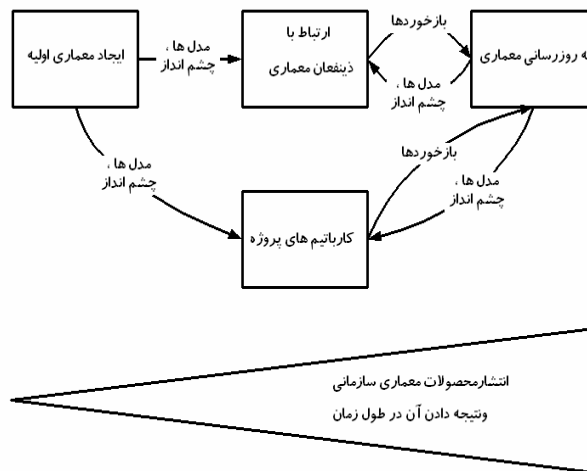 ایجاد معماری اولیه
مدل ها ،
چشم انداز
ارتباط با
ذینفعان معماری
بازخوردها
مدل ها ،
چشم انداز
ه روزرسانی معماری
مدل ها ،
چشم انداز
کارباتیم های پروژه
بازخوردها
مدل ها ،
چشم انداز
انتشارمحصولات معماری سازمانی
ونتیجه دادن آن در طول زمان